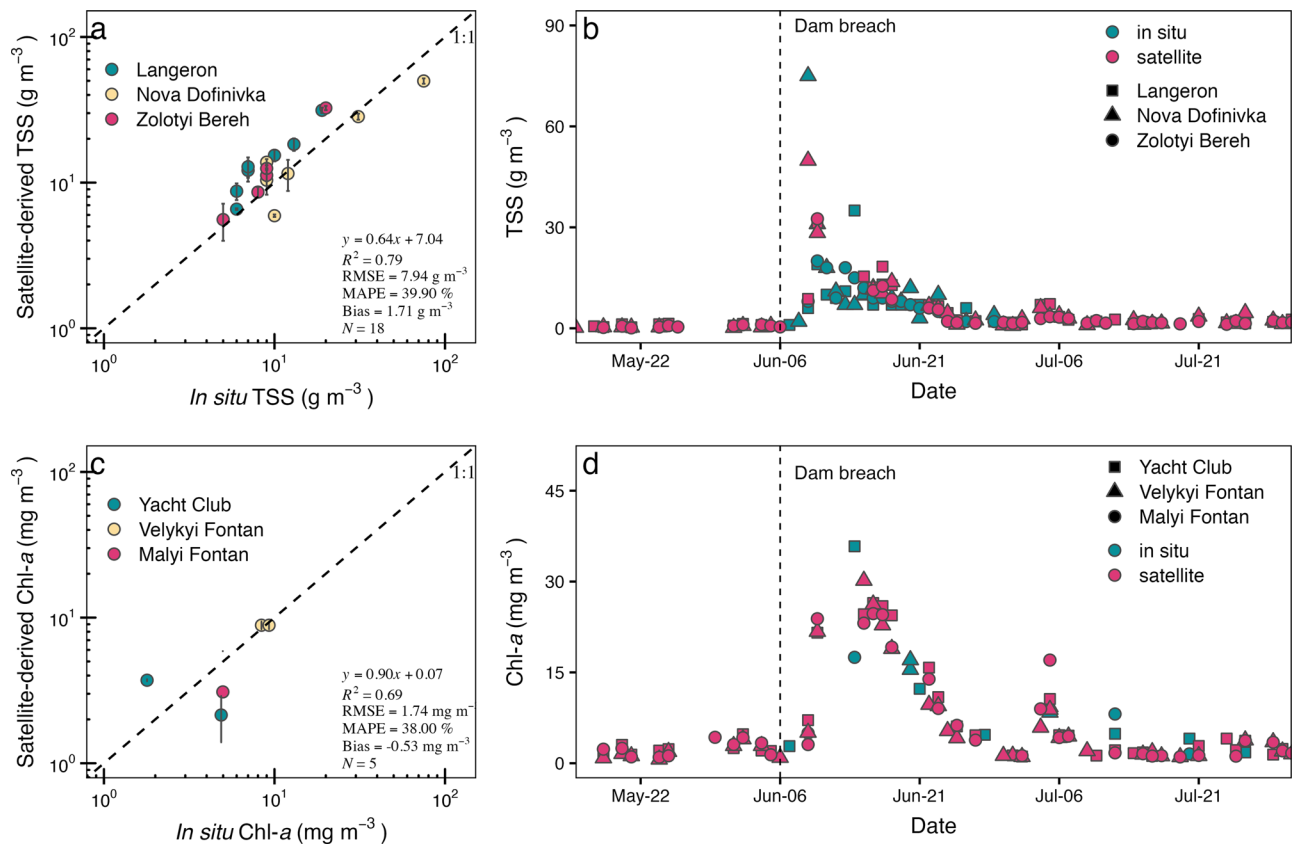 a
1:1
Langeron
Nova Dofinivka
Zolotyi Bereh
y = 0.64x + 7.04
R² = 0.79
RMSE = 7.94 g m⁻³
MAPE = 39.90 %
Bias = 1.71 g m⁻³
N = 18
Satellite-derived TSS (g m⁻³ )
10²
10¹
10⁰
10⁰ 10¹ 10²
In situ TSS (g m⁻³ )
b
Dam breach
in situ
satellite
Langeron
Nova Dofinivka
Zolotyi Bereh
TSS (g m⁻³ )
90
60
30
0
May-22 Jun-06 Jun-21 Jul-06 Jul-21
Date
c
1:1
Yacht Club
Velykyi Fontan
Malyi Fontan
y = 0.90x + 0.07
R² = 0.69
RMSE = 1.74 mg m⁻
MAPE = 38.00 %
Bias = -0.53 mg m⁻³
N = 5
Satellite-derived Chl-a (mg m⁻³ )
10²
10¹
10⁰
10⁰ 10¹ 10²
In situ Chl-a (mg m⁻³ )
d
Dam breach
Yacht Club
Velykyi Fontan
Malyi Fontan
in situ
satellite
Chl-a (mg m⁻³ )
45
30
15
0
May-22 Jun-06 Jun-21 Jul-06 Jul-21
Date